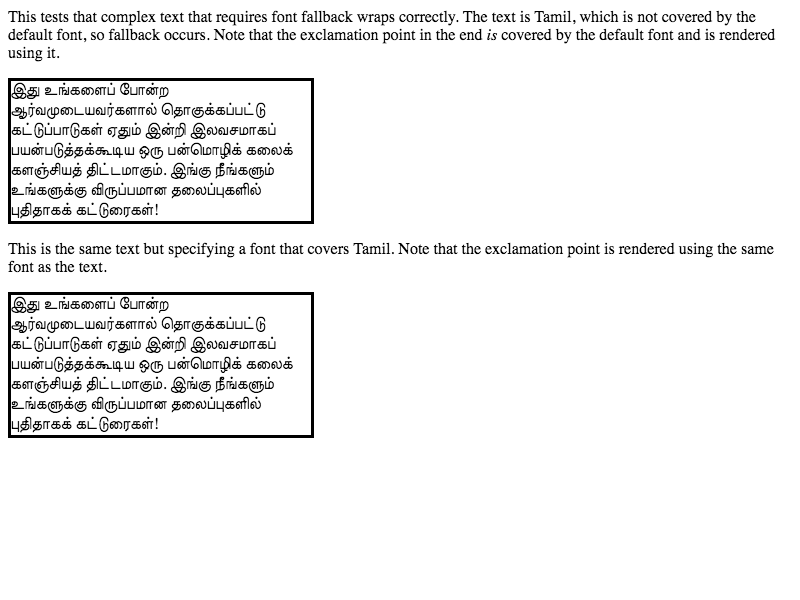 This tests that complex text that requires font fallback wraps correctly. The text is Tamil, which is not covered by the
default font, so fallback occurs. Note that the exclamation point in the end is covered by the default font and is rendered
using it.
இது உங்களைப் போன்ற
ஆர்வமுடையவர்களால் தொகுக்கப்பட்டு
கட்டுப்பாடுகள் ஏதும் இன்றி இலவசமாகப்
பயன்படுத்தக்கூடிய ஒரு பன்மொழிக் கலைக்
களஞ்சியத் திட்டமாகும். இங்கு நீங்களும்
உங்களுக்கு விருப்பமான தலைப்புகளில்
புதிதாகக் கட்டுரைகள்!
This is the same text but specifying a font that covers Tamil. Note that the exclamation point is rendered using the same
font as the text.
இது உங்களைப் போன்ற
ஆர்வமுடையவர்களால் தொகுக்கப்பட்டு
கட்டுப்பாடுகள் ஏதும் இன்றி இலவசமாகப்
பயன்படுத்தக்கூடிய ஒரு பன்மொழிக் கலைக்
களஞ்சியத் திட்டமாகும். இங்கு நீங்களும்
உங்களுக்கு விருப்பமான தலைப்புகளில்
புதிதாகக் கட்டுரைகள்!